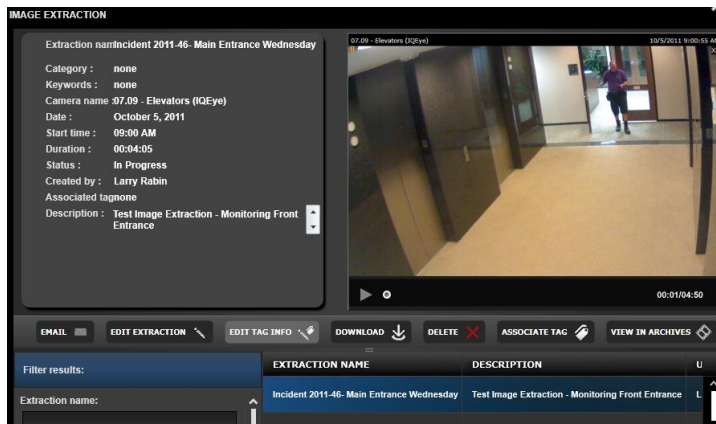 IMAGE EXTRACTION
Extraction namIncident 2011-46- Main Entrance Wednesday
Category : none
Keywords : none
Camera name :07.09 - Elevators (IQEye)
Date : October 5, 2011
Start time : 09:00 AM
Duration : 00:04:05
Status : In Progress
Created by : Larry Rabin
Associated tagnone
Description : Test Image Extraction - Monitoring Front
Entrance
07.09 - Elevators (IQEye) 10/5/2011 9:00:55 AM
00:01/04:50
EMAIL EDIT EXTRACTION EDIT TAG INFO DOWNLOAD DELETE ASSOCIATE TAG VIEW IN ARCHIVES
Filter results:
Extraction name:
EXTRACTION NAME DESCRIPTION U
Incident 2011-46- Main Entrance Wednesday Test Image Extraction - Monitoring Front Entrance L